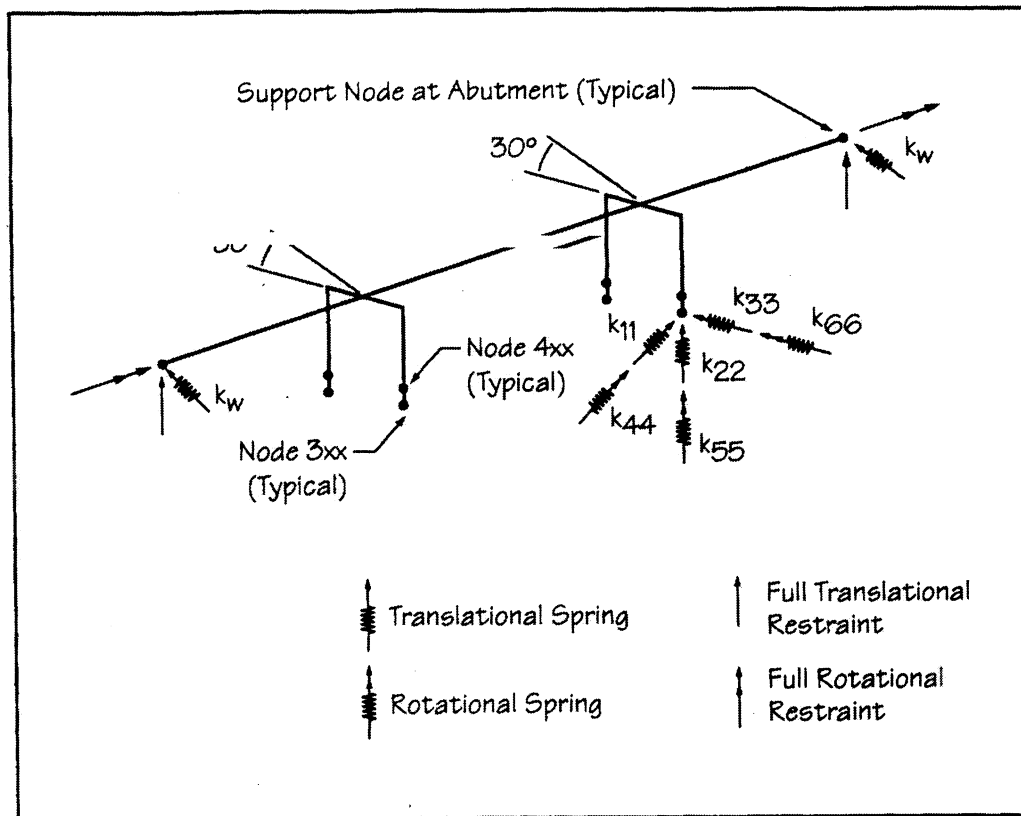 Support Node at Abutment (Typical)
30°
kw
k33
k66
k11
k22
Node 4xx
(Typical)
kw
k44
k55
Node 3xx
(Typical)
Translational Spring
Full Translational
Restraint
Rotational Spring
Full Rotational
Restraint